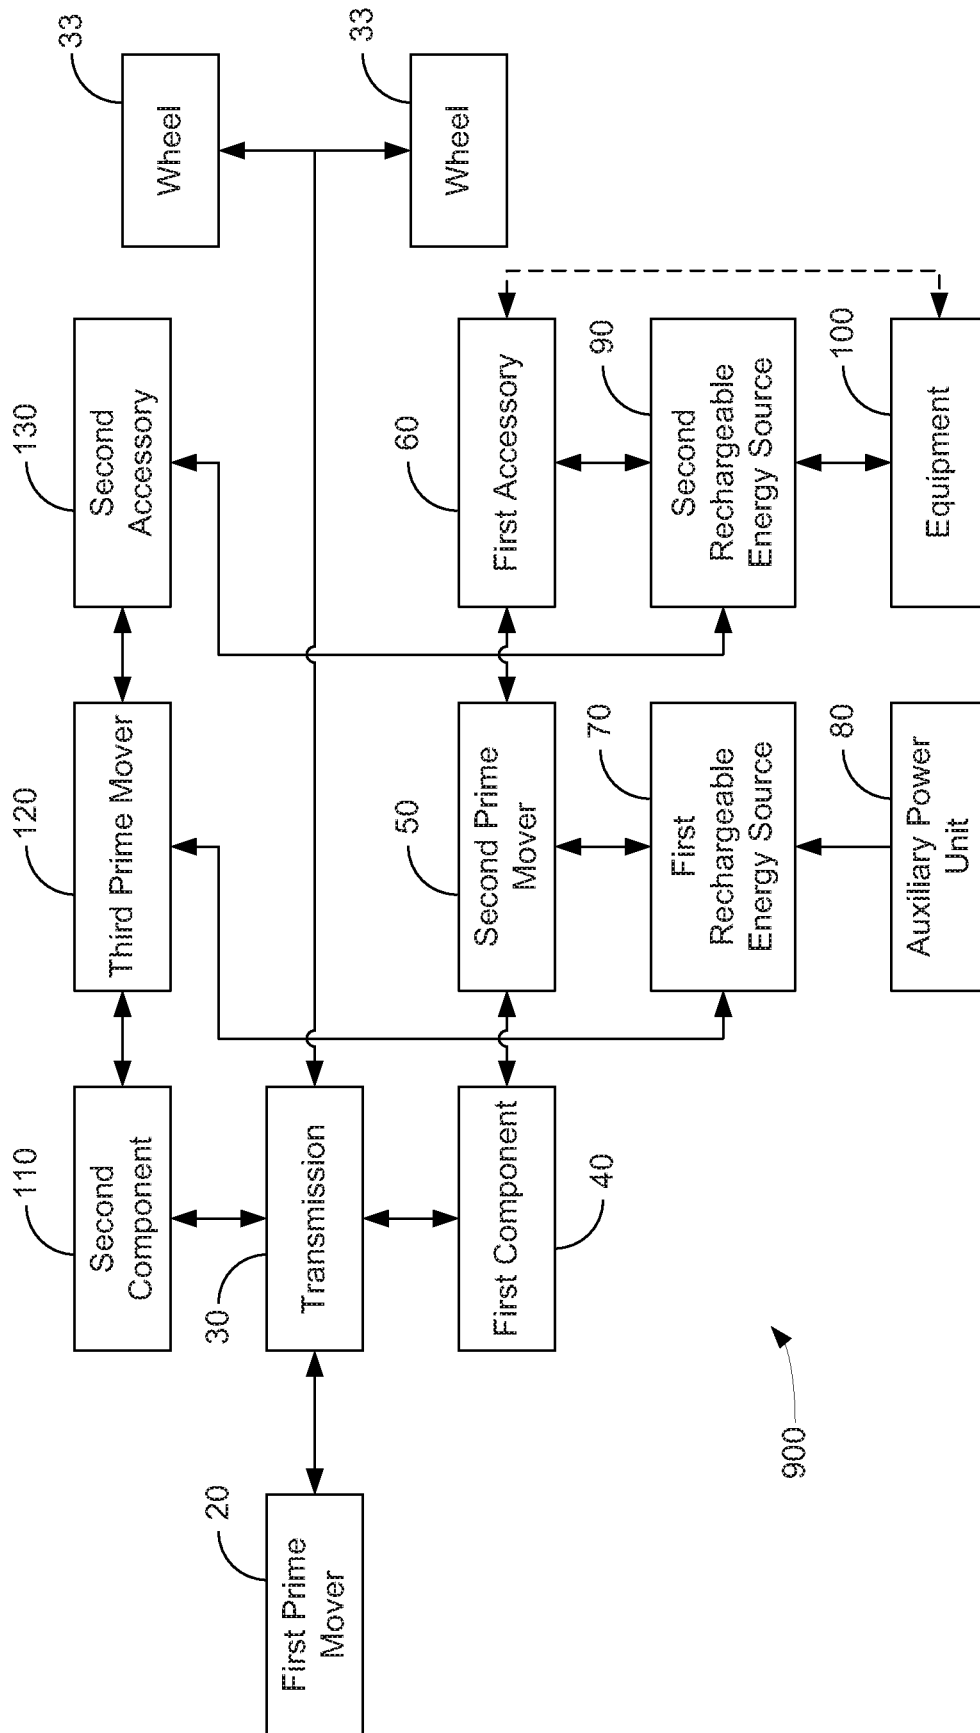 110
Second
Component
120
Third Prime Mover
130
Second
Accessory
33
Wheel
20
First Prime
Mover
30
Transmission
33
Wheel
First Component
40
50
Second Prime
Mover
60
First Accessory
70
First
Rechargeable
Energy Source
90
Second
Rechargeable
Energy Source
80
Auxiliary Power
Unit
100
Equipment
900